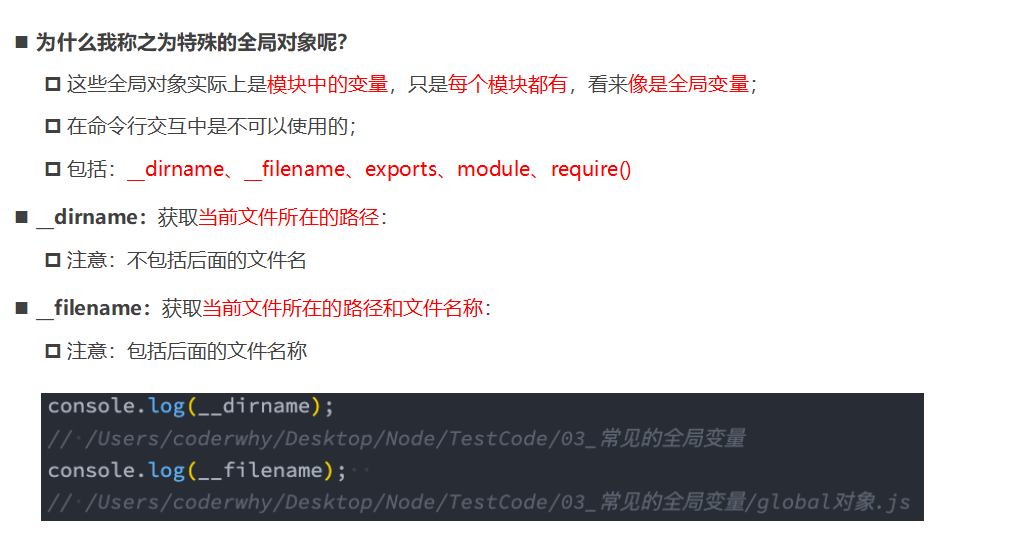 为什么我称之为特殊的全局对象呢？
这些全局对象实际上是模块中的变量，只是每个模块都有，看来像是全局变量；
在命令行交互中是不可以使用的；
包括：__dirname、__filename、exports、module、require()
__dirname：获取当前文件所在的路径：
注意：不包括后面的文件名
__filename：获取当前文件所在的路径和文件名称：
注意：包括后面的文件名称
console.log(__dirname);
// /Users/coderwhy/Desktop/Node/TestCode/03_常见的全局变量
console.log(__filename);
// /Users/coderwhy/Desktop/Node/TestCode/03_常见的全局变量/global对象.js